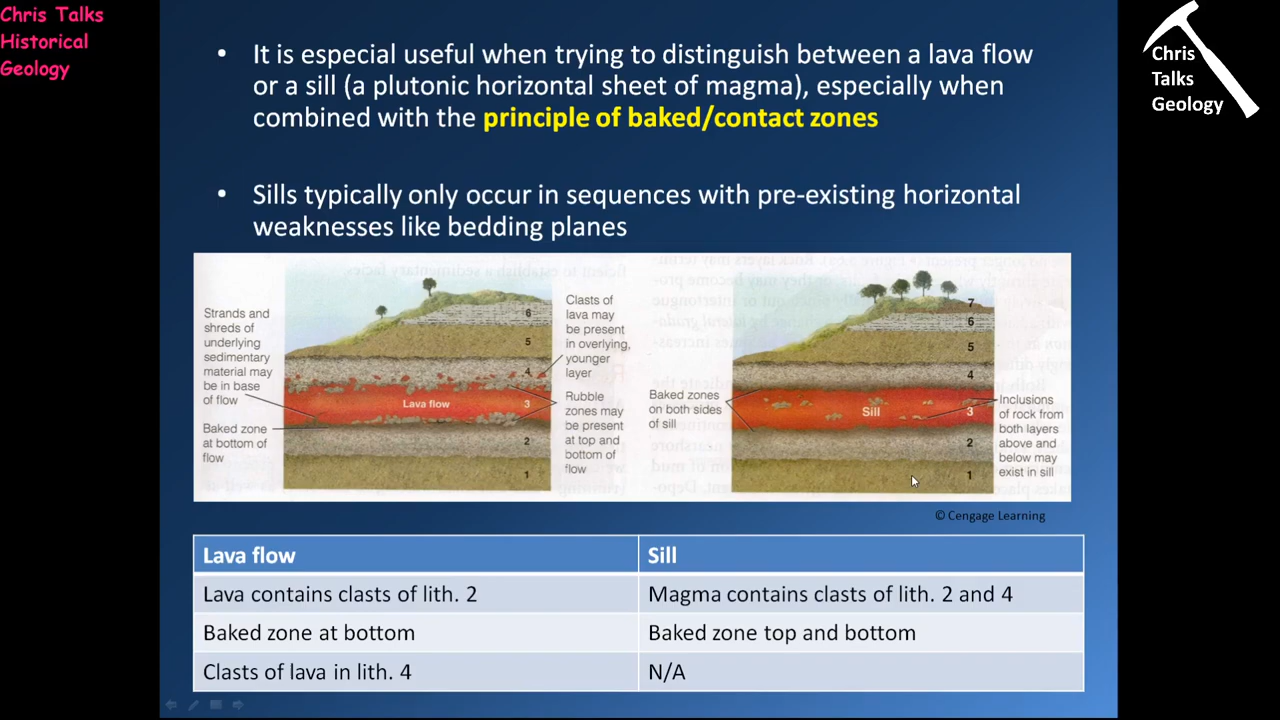 Chris Talks
Historical
Geology
Chris
Talks
Geology
• It is especial useful when trying to distinguish between a lava flow
or a sill (a plutonic horizontal sheet of magma), especially when
combined with the principle of baked/contact zones
• Sills typically only occur in sequences with pre-existing horizontal
weaknesses like bedding planes
Strands and
shreds of
underlying
sedimentary
material may
be in base
of flow
Baked zone
at bottom of
flow
6
5
4
Lava flow
3
2
1
Clasts of
lava may
be present
in overlying,
younger
layer
Rubble
zones may
be present
at top and
bottom of
flow
Baked zones
on both sides
of sill
7
6
5
4
Sill
3
2
1
Inclusions
of rock from
both layers
above and
below may
exist in sill
© Cengage Learning
Lava flow
Sill
Lava contains clasts of lith. 2
Magma contains clasts of lith. 2 and 4
Baked zone at bottom
Baked zone top and bottom
Clasts of lava in lith. 4
N/A